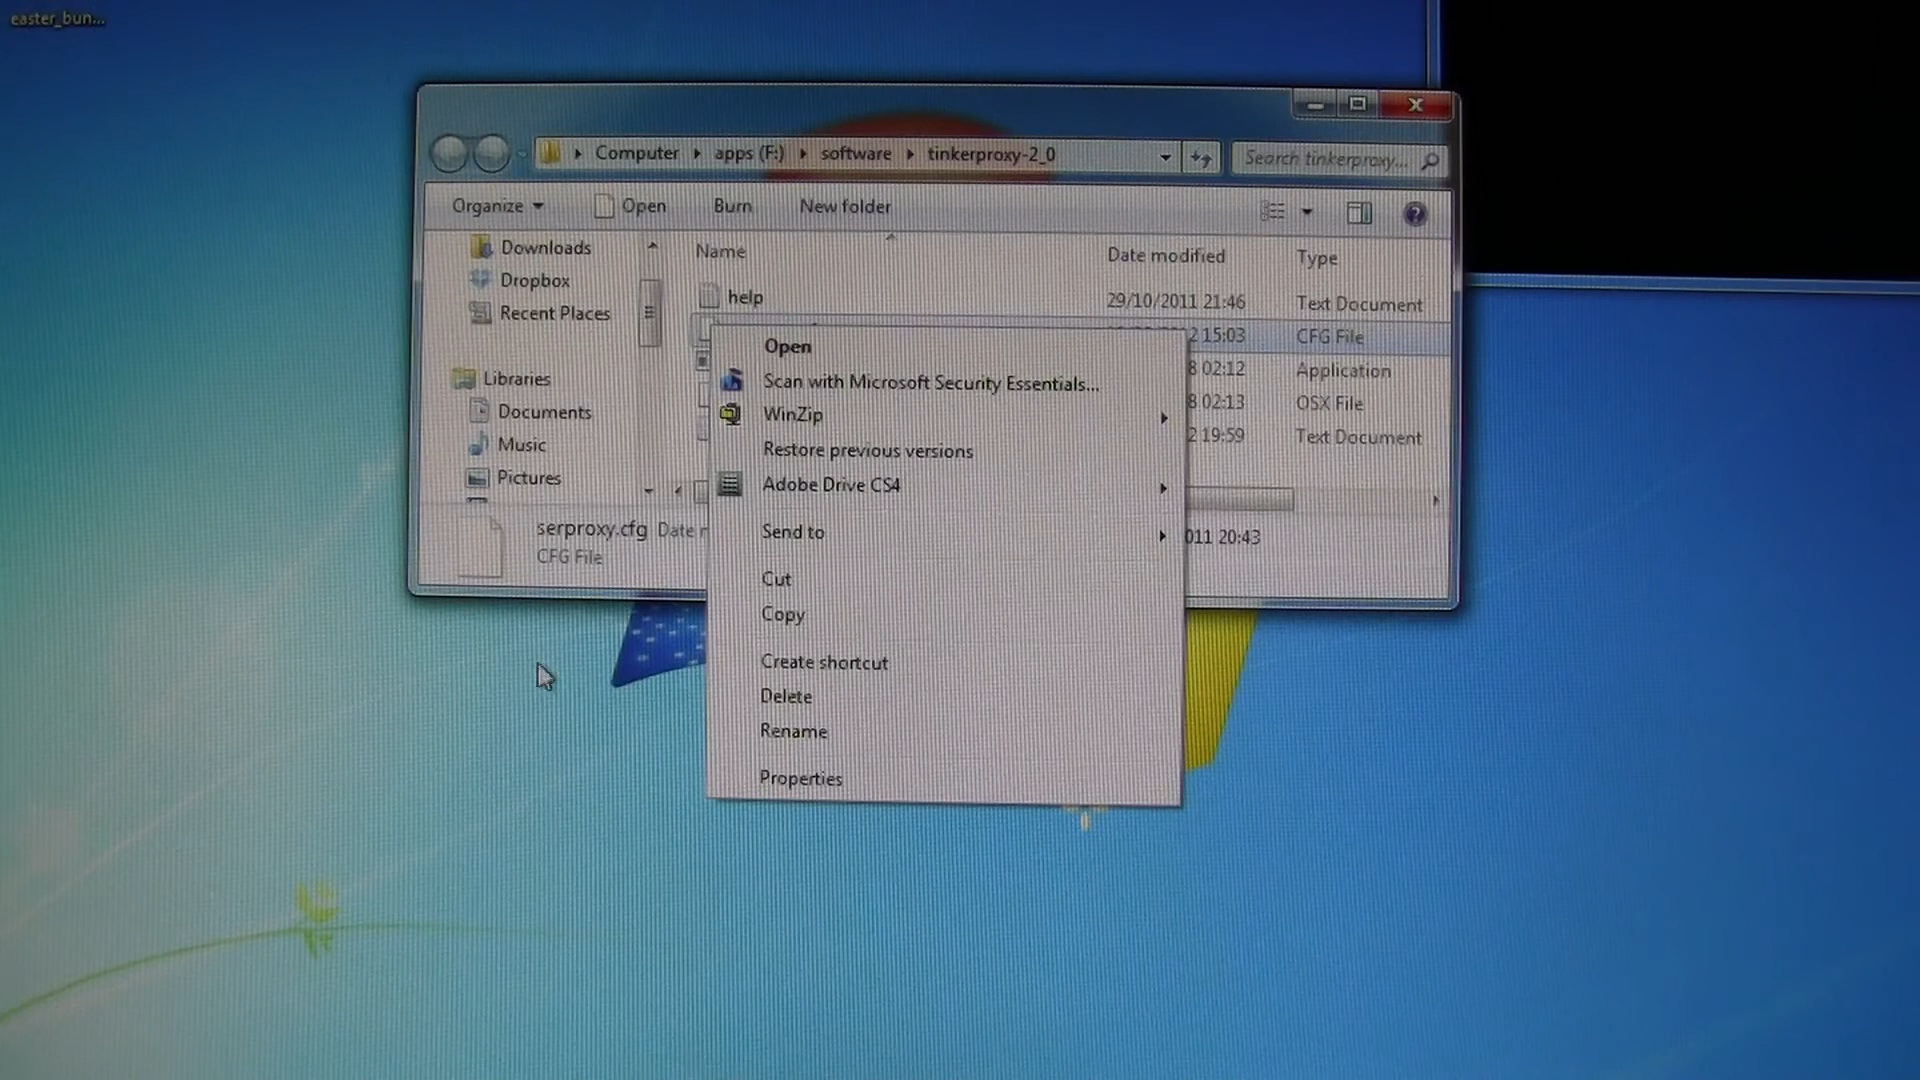 easter_bun...
Computer apps (F:) software tinkerproxy-2_0
Search tinkerproxy...
Organize Open Burn New folder
Downloads
Dropbox
Recent Places
Libraries
Documents
Music
Pictures
Name Date modified Type
help 29/10/2011 21:46 Text Document
2 15:03 CFG File
8 02:12 Application
8 02:13 OSX File
2 19:59 Text Document
Open
Scan with Microsoft Security Essentials...
WinZip
Restore previous versions
Adobe Drive CS4
Send to
Cut
Copy
Create shortcut
Delete
Rename
Properties
serproxy.cfg Date 011 20:43
CFG File